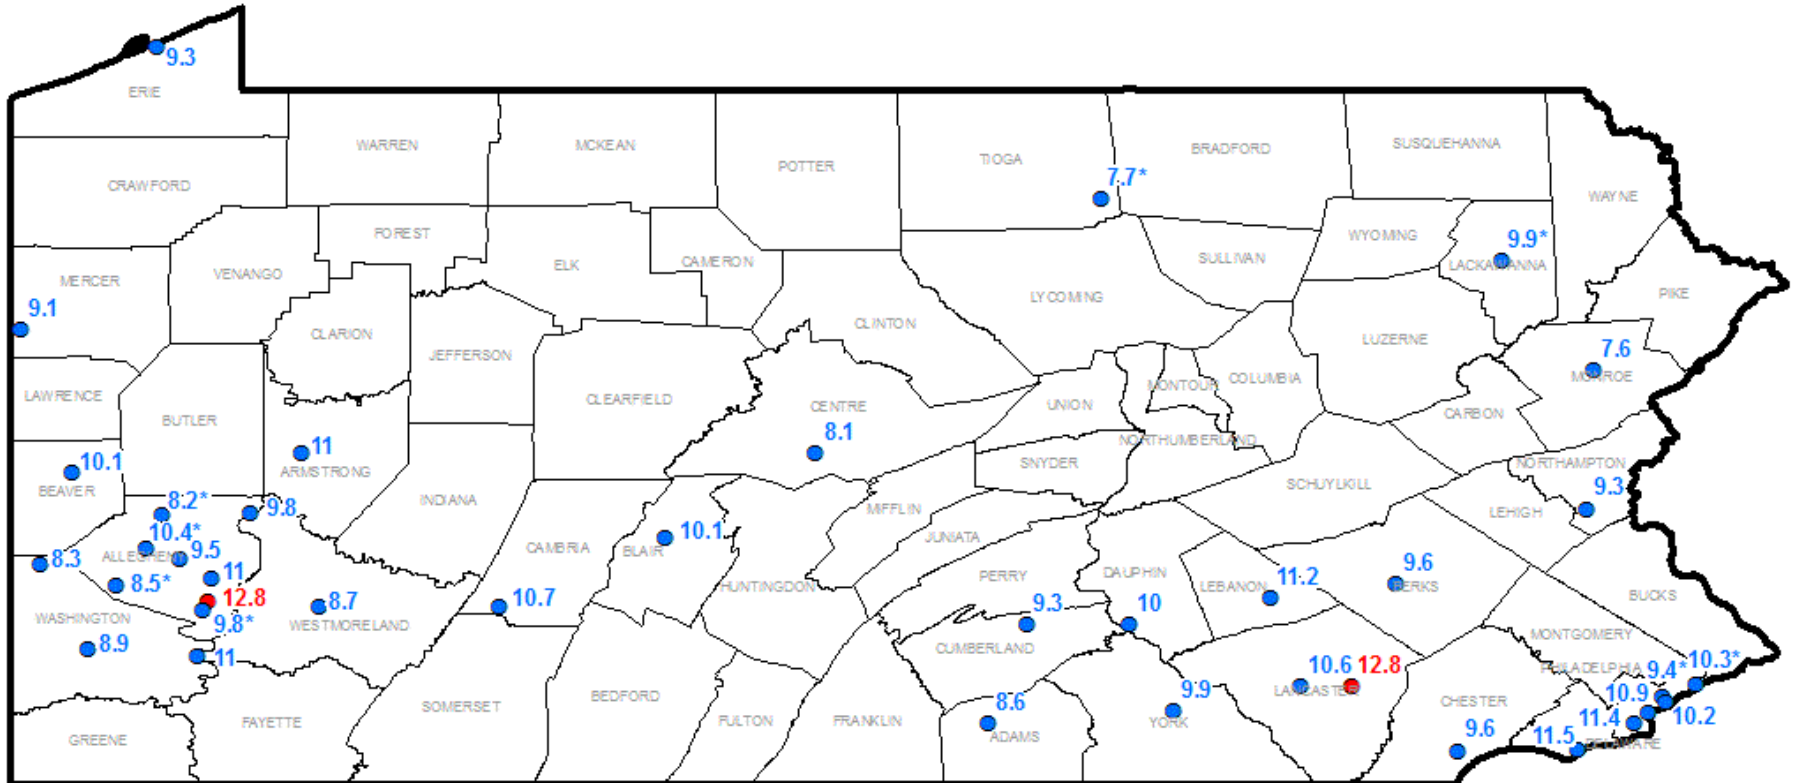 9.3
ERIE
WARREN
MCKEAN
POTTER
TIOGA
BRADFORD
SUSQUEHANNA
WAYNE
CRAWFORD
7.7*
FOREST
WYOMING
9.9*
LACKAWANNA
MERCER
VENANGO
ELK
CAMERON
SULLIVAN
PIKE
9.1
CLARION
LYCOMING
CLINTON
LUZERNE
JEFFERSON
7.6
MONROE
LAWRENCE
BUTLER
CLEARFIELD
CENTRE
8.1
UNION
MONTOUR
COLUMBIA
CARBON
11
ARMSTRONG
10.1
BEAVER
NORTHUMBERLAND
SNYDER
NORTHAMPTON
9.3
SCHUYLKILL
LEHIGH
INDIANA
8.2*
9.8
MIFFLIN
10.4*
ALLEGHENY
9.5
CAMBRIA
BLAIR
10.1
JUNIATA
8.3
8.5*
11
12.8
9.8*
8.7
WESTMORELAND
10.7
HUNTINGDON
PERRY
DAUPHIN
LEBANON
11.2
9.6
BERKS
BUCKS
WASHINGTON
8.9
11
9.3
10
CUMBERLAND
MONTGOMERY
PHILADELPHIA
9.4*
10.3*
10.6
12.8
LANCASTER
9.9
YORK
8.6
ADAMS
BEDFORD
SOMERSET
FULTON
FRANKLIN
FAYETTE
GREENE
CHESTER
9.6
10.9
10.2
11.4
11.5
DELAWARE